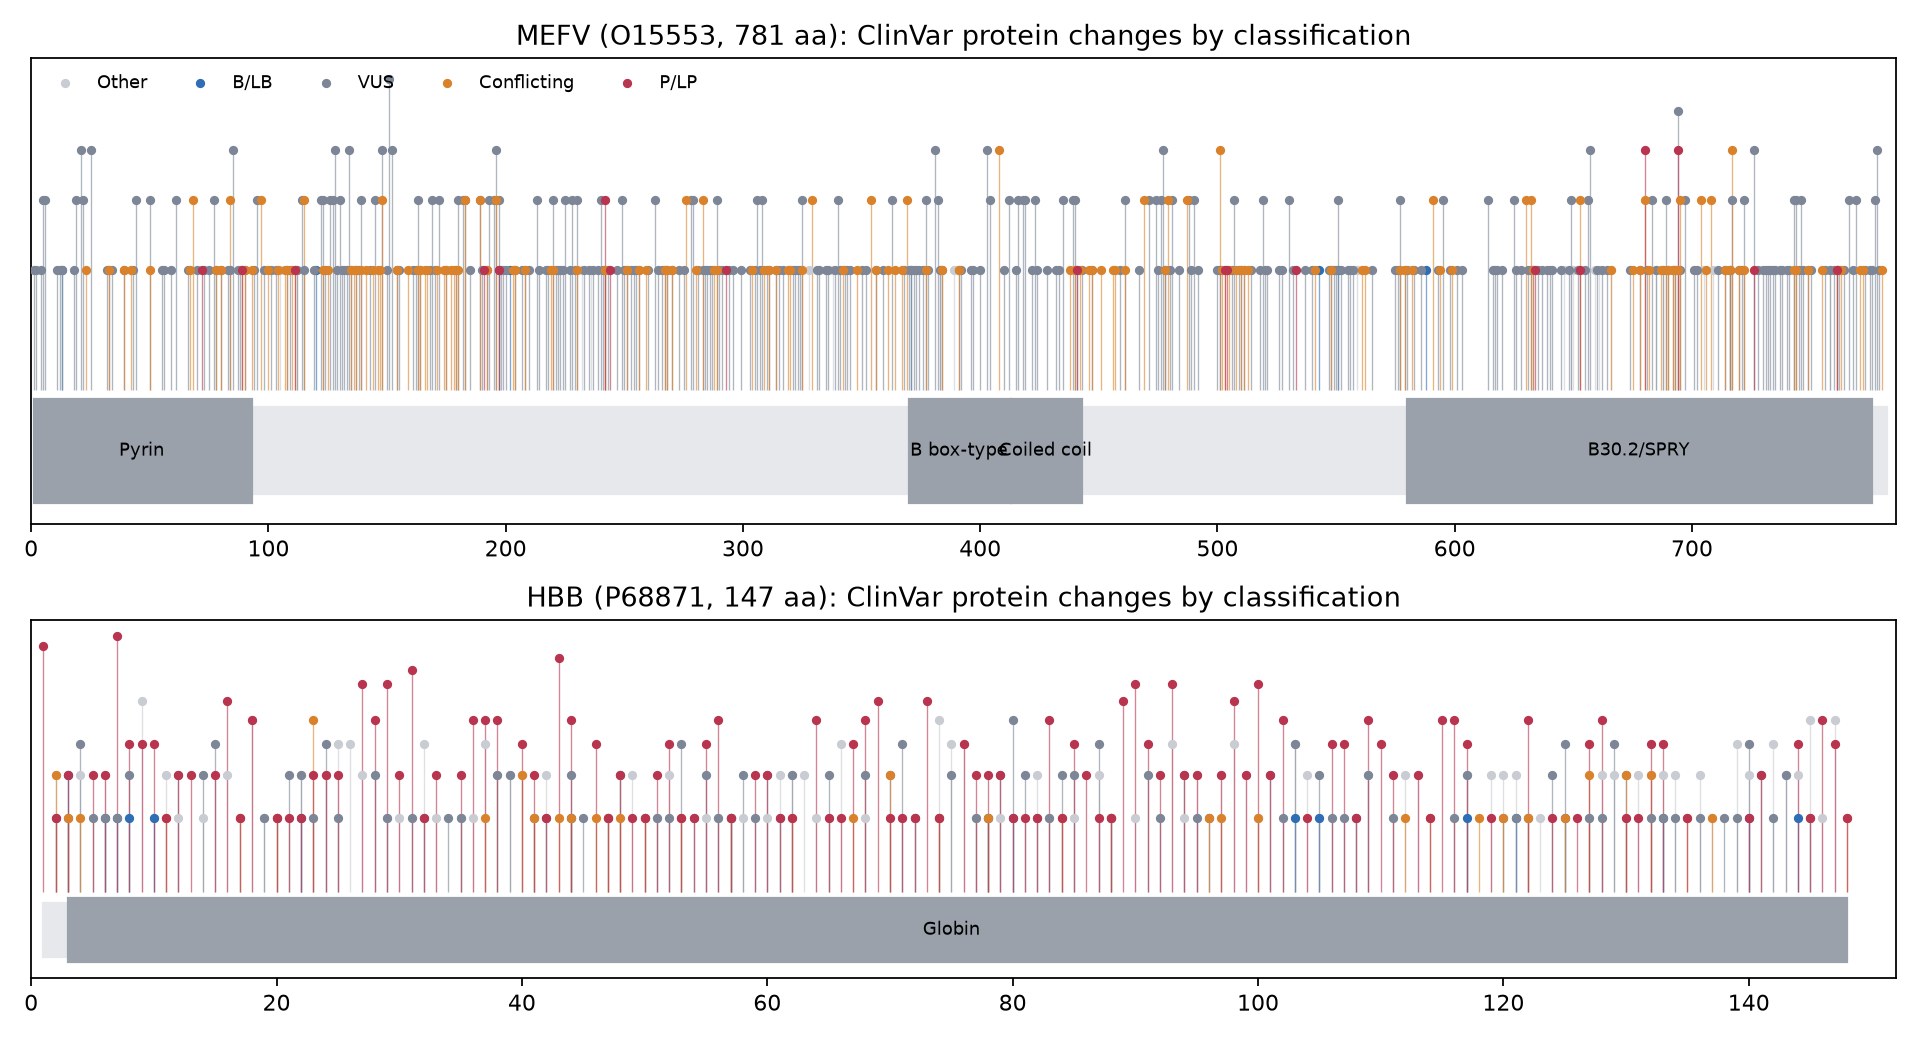 MEFV (O15553, 781 aa): ClinVar protein changes by classification
Other B/LB VUS Conflicting P/LP
Pyrin B box-type Coiled coil B30.2/SPRY
0 100 200 300 400 500 600 700
HBB (P68871, 147 aa): ClinVar protein changes by classification
Globin
0 20 40 60 80 100 120 140